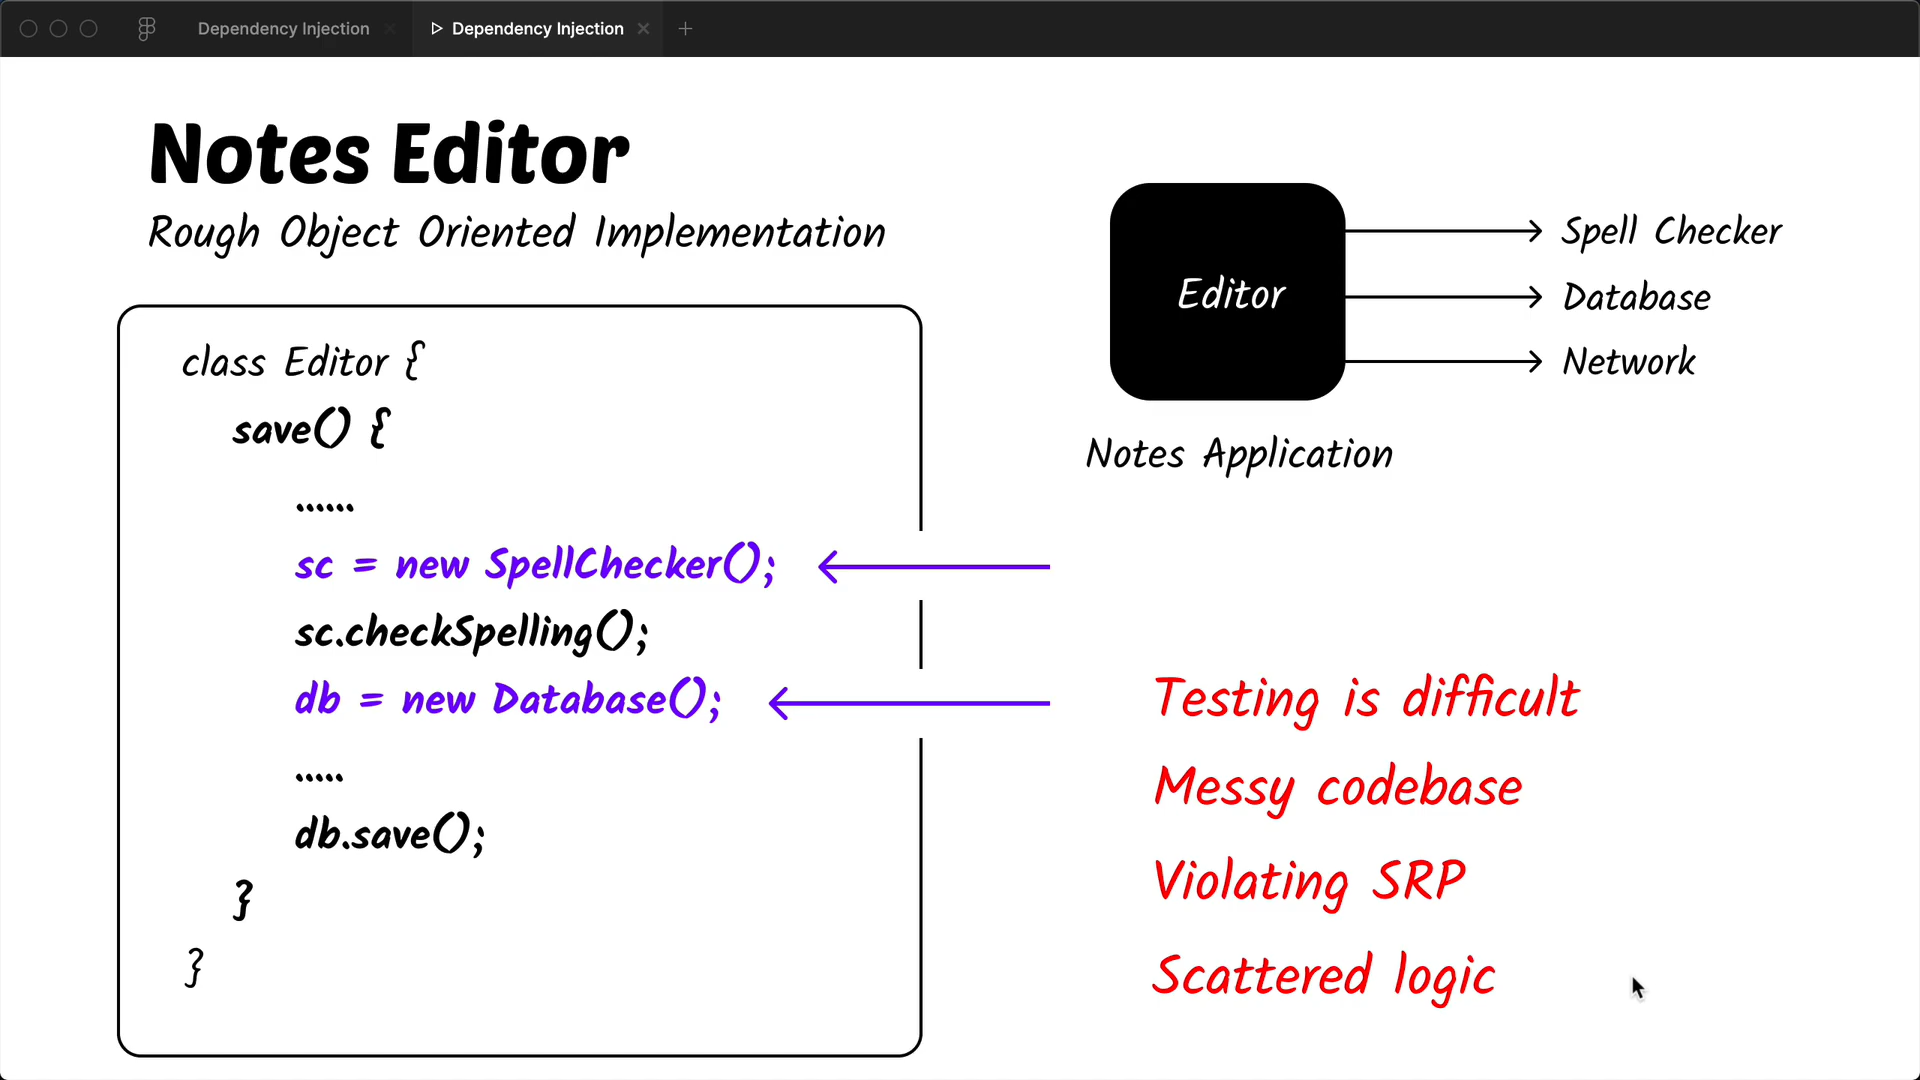 Dependency Injection
Dependency Injection
Notes Editor
Rough Object Oriented Implementation
class Editor {
save() {
......
sc = new SpellChecker();
sc.checkSpelling();
db = new Database();
.....
db.save();
}
}
Editor
Spell Checker
Database
Network
Notes Application
Testing is difficult
Messy codebase
Violating SRP
Scattered logic